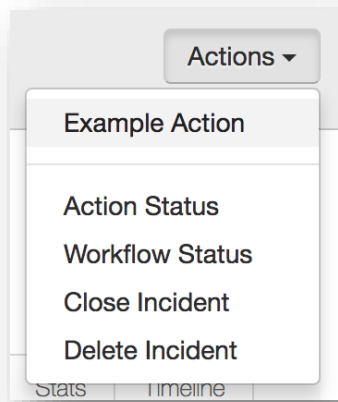 Actions
Example Action
Action Status
Workflow Status
Close Incident
Delete Incident
Stats Timeline